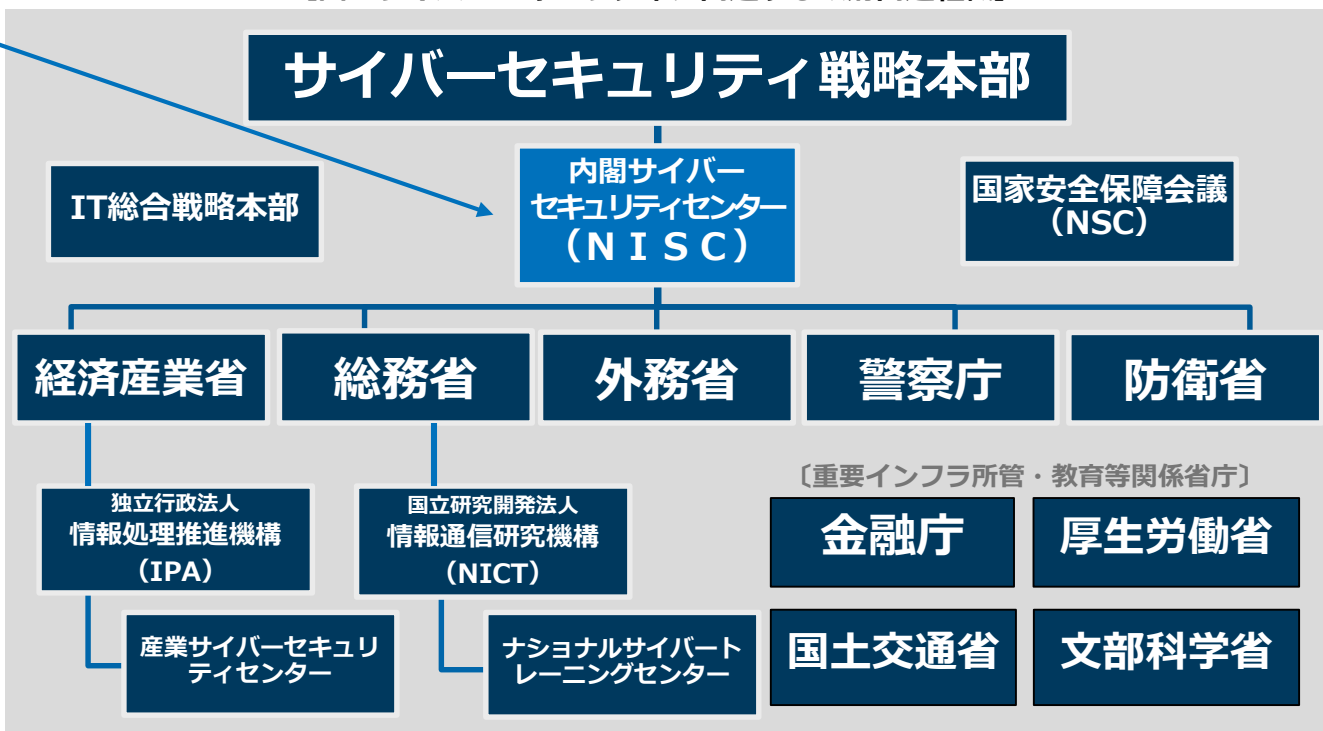 サイバーセキュリティ戦略本部
IT総合戦略本部
内閣サイバー
セキュリティセンター
（ＮＩＳＣ）
国家安全保障会議
（NSC）
経済産業省
総務省
外務省
警察庁
防衛省
独立行政法人
情報処理推進機構
（IPA）
国立研究開発法人
情報通信研究機構
（NICT）
産業サイバーセキュリ
ティセンター
ナショナルサイバート
レーニングセンター
〔重要インフラ所管・教育等関係省庁〕
金融庁
厚生労働省
国土交通省
文部科学省